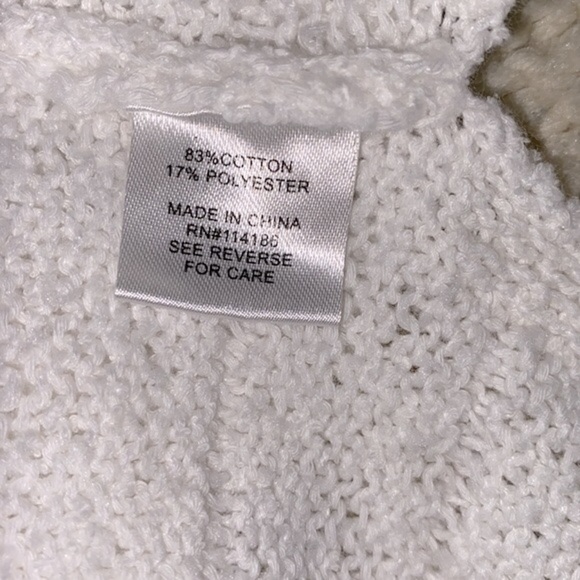 83%COTTON
17% POLYESTER
MADE IN CHINA
RN#114186
SEE REVERSE
FOR CARE